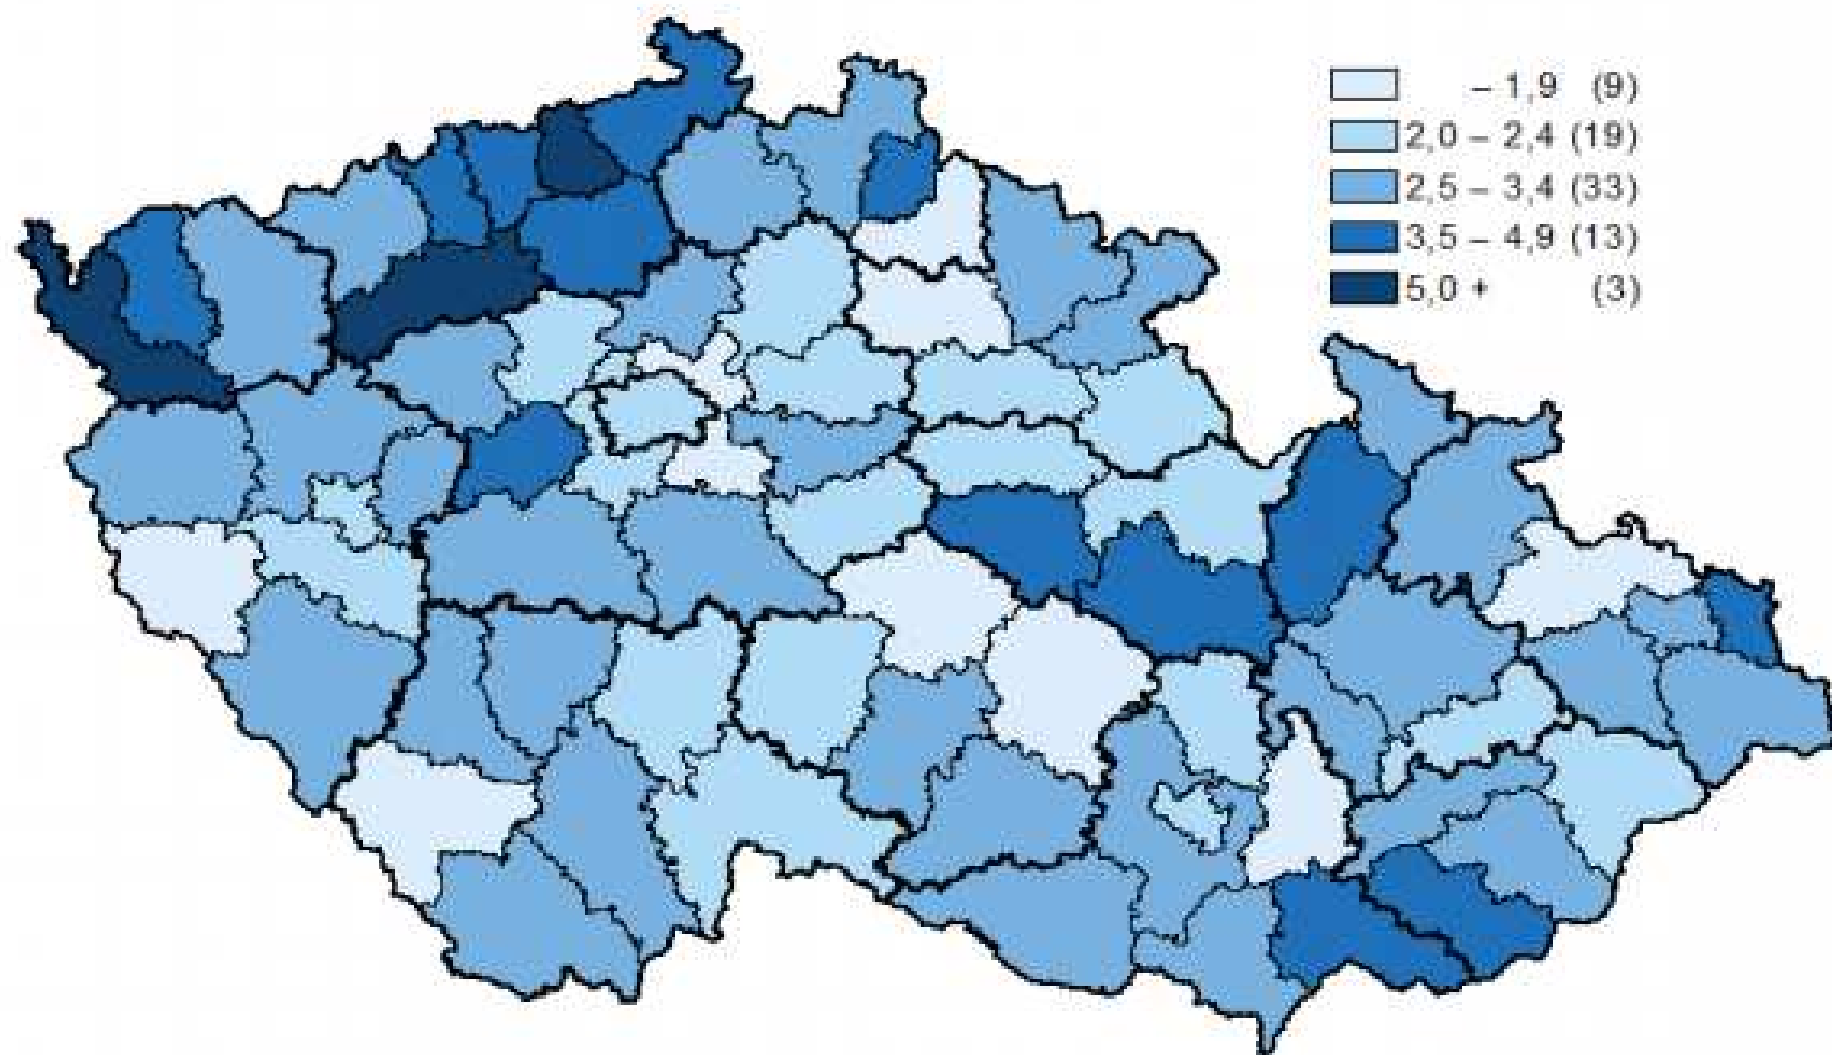 – 1,9 (9)
2,0 – 2,4 (19)
2,5 – 3,4 (33)
3,5 – 4,9 (13)
5,0 + (3)